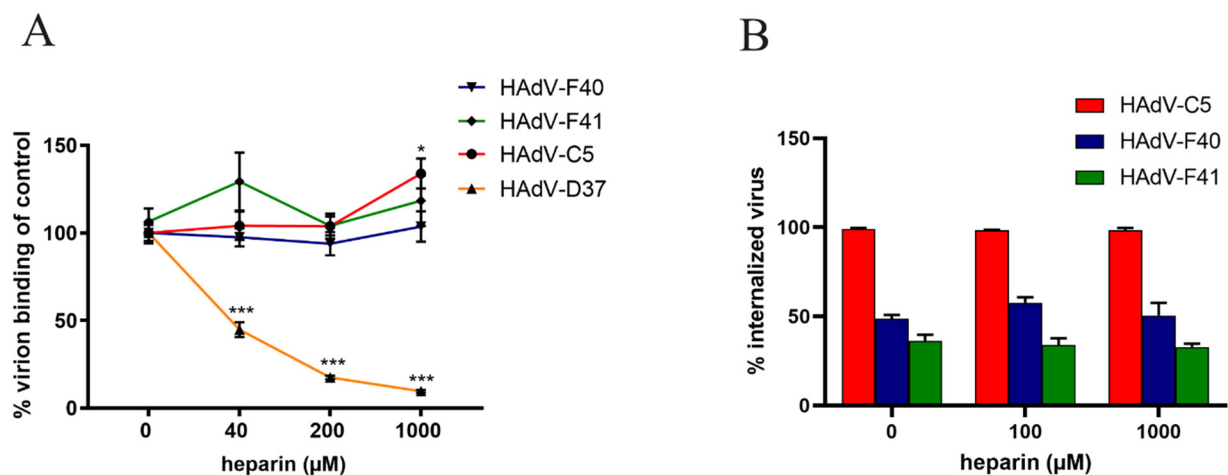 A
HAdV-F40
HAdV-F41
HAdV-C5
HAdV-D37
% virion binding of control
150
100
50
0
*
***
***
***
0 40 200 1000
heparin (µM)
B
HAdV-C5
HAdV-F40
HAdV-F41
% internalized virus
150
100
50
0
0 100 1000
heparin (µM)